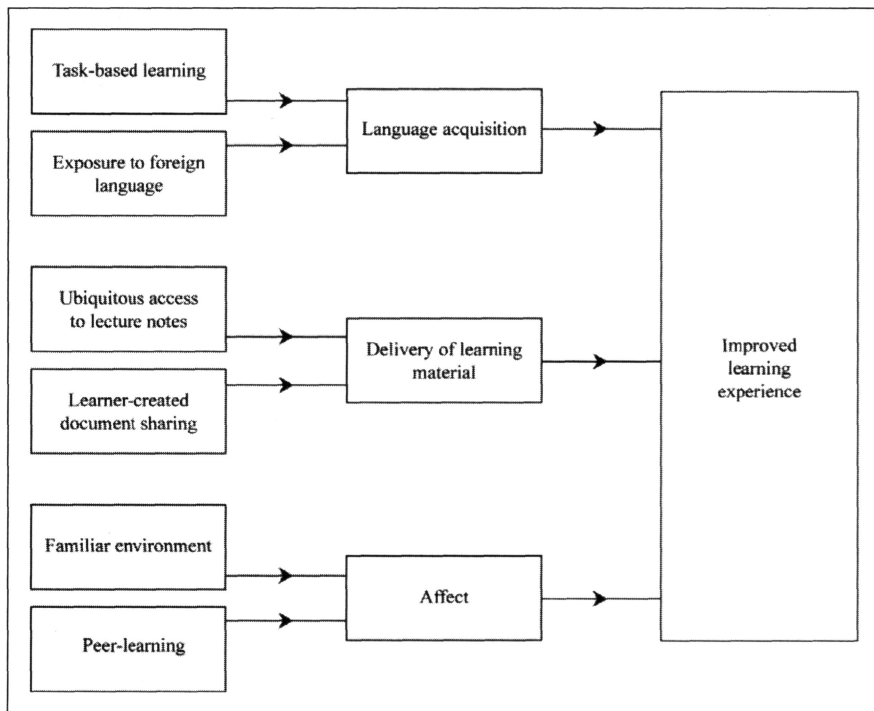 Task-based learning
Exposure to foreign
language
Language acquisition
Ubiquitous access
to lecture notes
Learner-created
document sharing
Delivery of learning
material
Familiar environment
Peer-learning
Affect
Improved
learning
experience